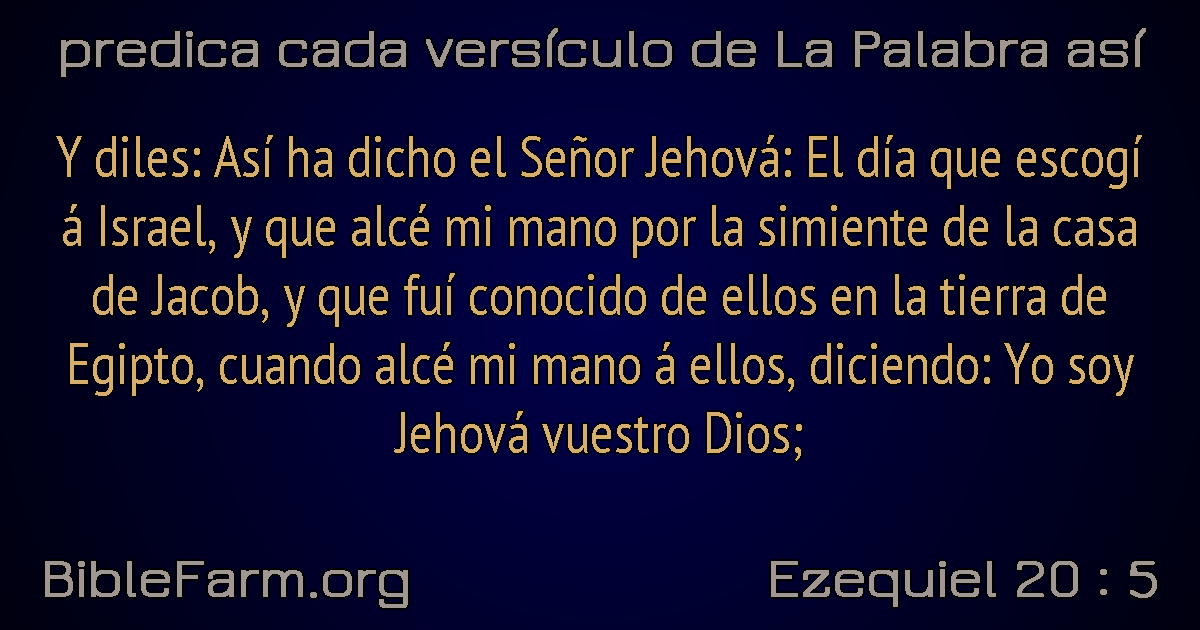 predica cada versículo de La Palabra así
Y diles: Así ha dicho el Señor Jehová: El día que escogí
á Israel, y que alcé mi mano por la simiente de la casa
de Jacob, y que fuí conocido de ellos en la tierra de
Egipto, cuando alcé mi mano á ellos, diciendo: Yo soy
Jehová vuestro Dios;
BibleFarm.org
Ezequiel 20 : 5